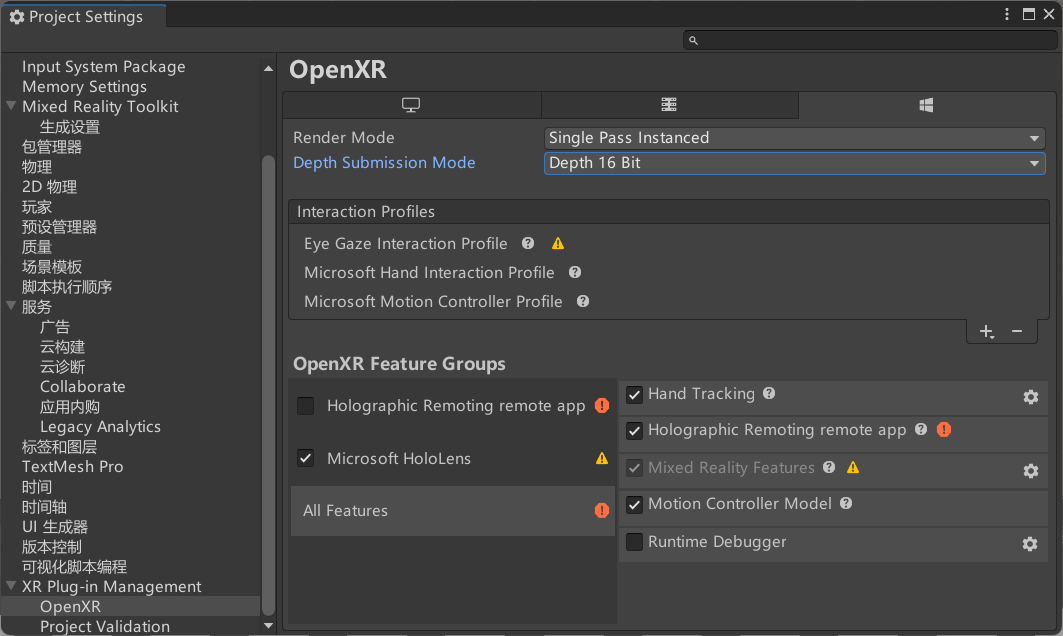 Project Settings
Input System Package
Memory Settings
Mixed Reality Toolkit
生成设置
包管理器
物理
2D 物理
玩家
预设管理器
质量
场景模板
脚本执行顺序
服务
广告
云构建
云诊断
Collaborate
应用内购
Legacy Analytics
标签和图层
TextMesh Pro
时间
时间轴
UI 生成器
版本控制
可视化脚本编程
XR Plug-in Management
OpenXR
Project Validation
OpenXR
Render Mode Single Pass Instanced
Depth Submission Mode Depth 16 Bit
Interaction Profiles
Eye Gaze Interaction Profile
Microsoft Hand Interaction Profile
Microsoft Motion Controller Profile
OpenXR Feature Groups
Holographic Remoting remote app
Microsoft HoloLens
All Features
Hand Tracking
Holographic Remoting remote app
Mixed Reality Features
Motion Controller Model
Runtime Debugger